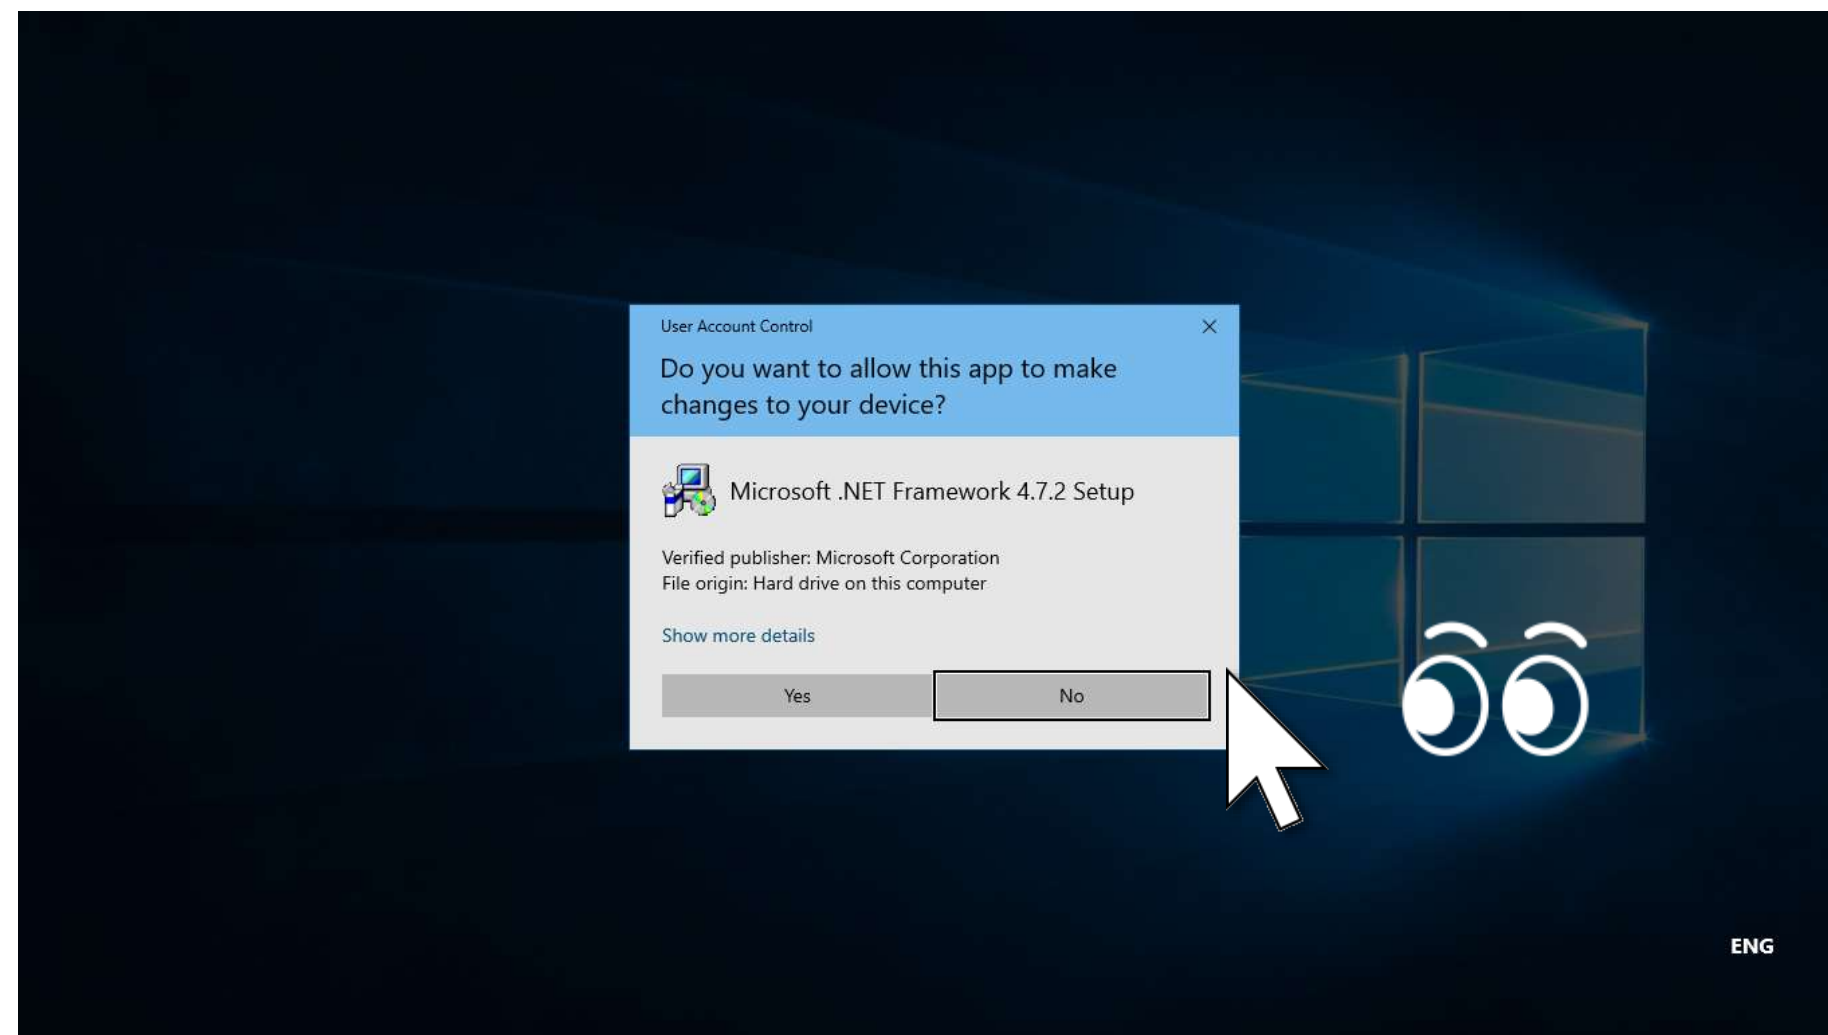 User Account Control
Do you want to allow this app to make
changes to your device?
Microsoft .NET Framework 4.7.2 Setup
Verified publisher: Microsoft Corporation
File origin: Hard drive on this computer
Show more details
Yes
No
ENG